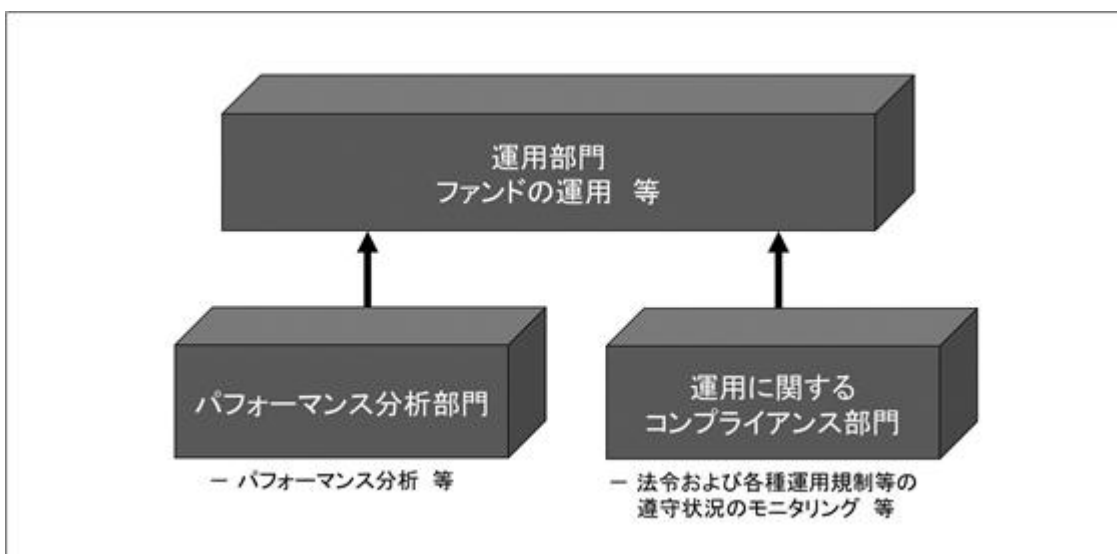 運用部門
ファンドの運用 等
パフォーマンス分析部門
運用に関する
コンプライアンス部門
− パフォーマンス分析 等
− 法令および各種運用規制等の
遵守状況のモニタリング 等